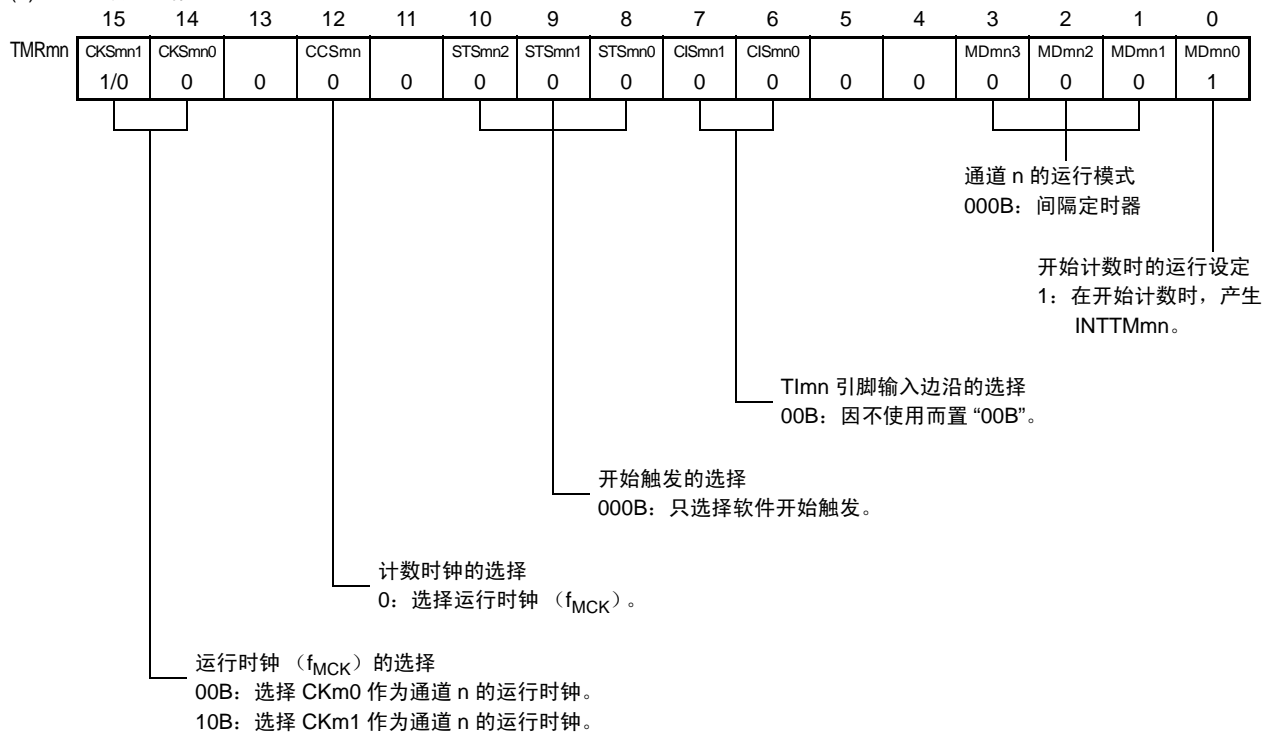 15 14 13 12 11 10 9 8 7 6 5 4 3 2 1 0
TMRmn CKSmn1 CKSmn0 CCSmn STSmn2 STSmn1 STSmn0 CISmn1 CISmn0 MDmn3 MDmn2 MDmn1 MDmn0
1/0 0 0 0 0 0 0 0 0 0 0 0 0 0 0 1
通道 n 的运行模式
000B：间隔定时器
开始计数时的运行设定
1：在开始计数时，产生
INTTMmn。
TImn 引脚输入边沿的选择
00B：因不使用而置 “00B”。
开始触发的选择
000B：只选择软件开始触发。
计数时钟的选择
0：选择运行时钟 （fMCK）。
运行时钟 （fMCK）的选择
00B：选择 CKm0 作为通道 n 的运行时钟。
10B：选择 CKm1 作为通道 n 的运行时钟。